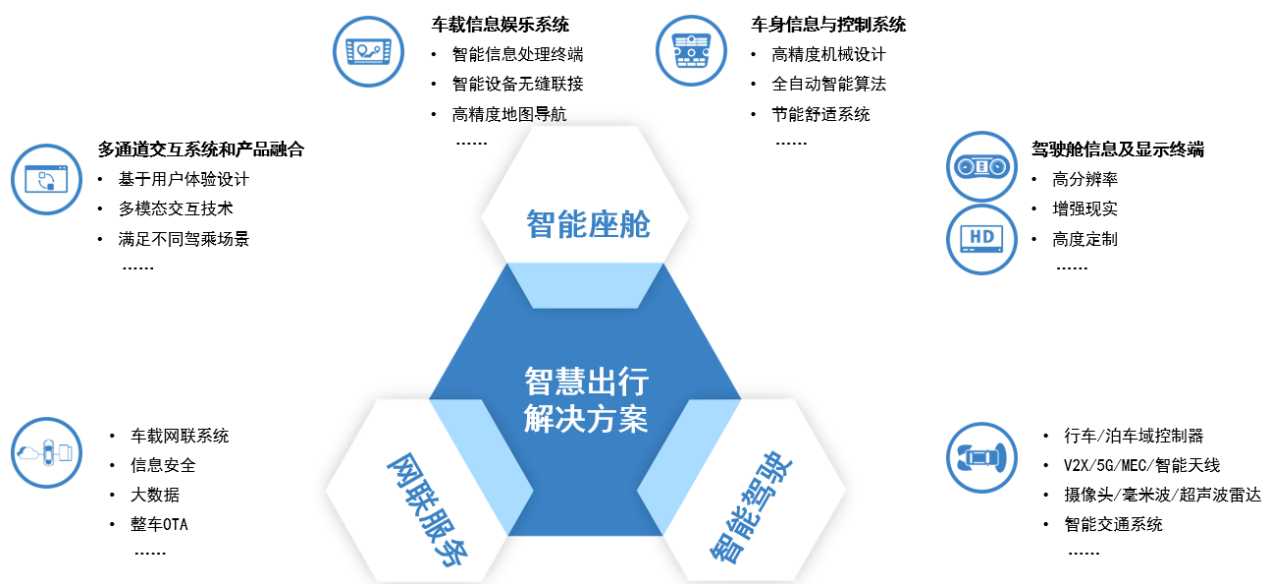 车载信息娱乐系统
• 智能信息处理终端
• 智能设备无缝联接
• 高精度地图导航
......
车身信息与控制系统
• 高精度机械设计
• 全自动智能算法
• 节能舒适系统
......
多通道交互系统和产品融合
• 基于用户体验设计
• 多模态交互技术
• 满足不同驾乘场景
......
驾驶舱信息及显示终端
• 高分辨率
• 增强现实
• 高度定制
......
HD
智能座舱
智慧出行
解决方案
网联服务
智能驾驶
• 车载网联系统
• 信息安全
• 大数据
• 整车OTA
......
• 行车/泊车域控制器
• V2X/5G/MEC/智能天线
• 摄像头/毫米波/超声波雷达
• 智能交通系统
......